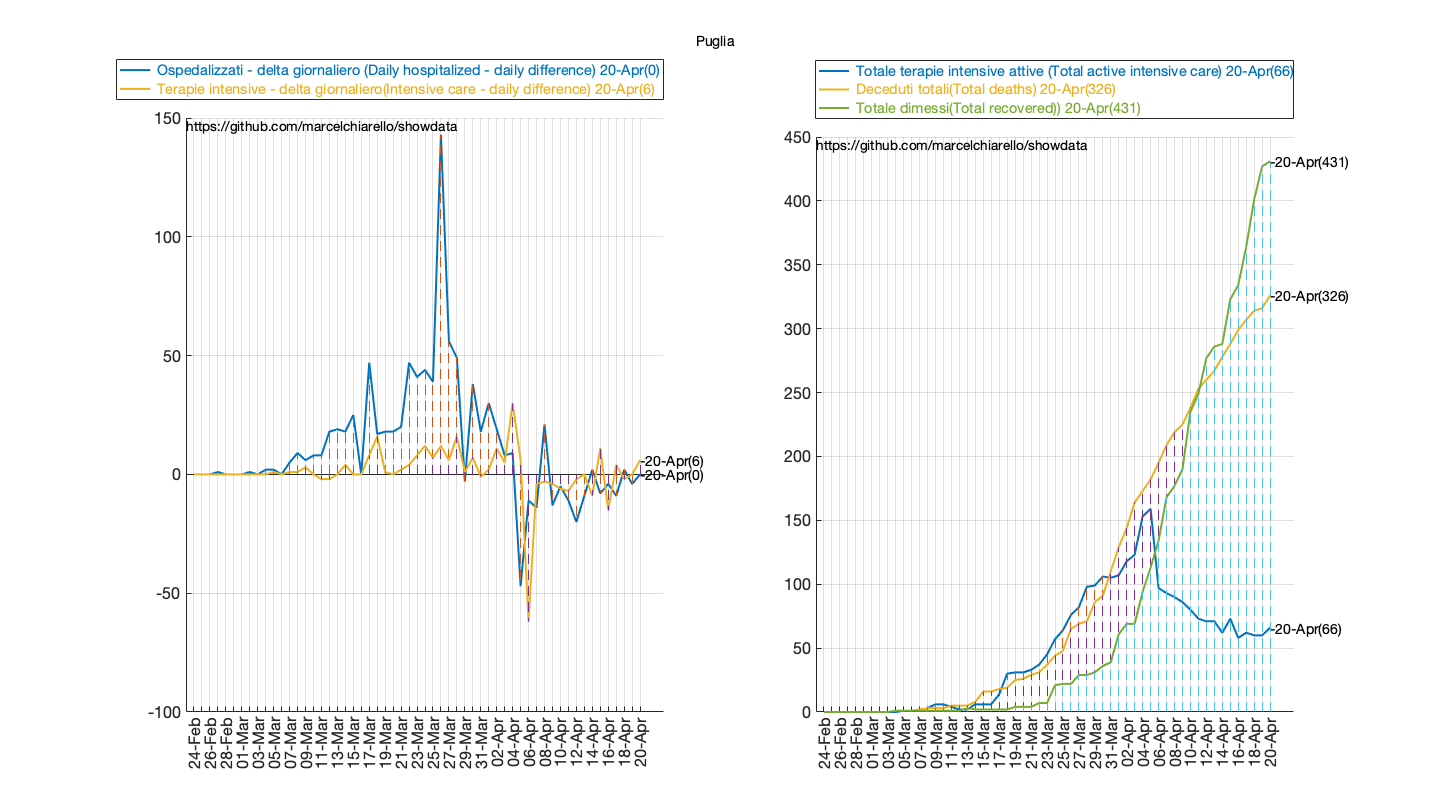 Puglia
Ospedalizzati - delta giornaliero (Daily hospitalized - daily difference) 20-Apr(0)
Terapie intensive - delta giornaliero(Intensive care - daily difference) 20-Apr(6)
https://github.com/marcelchiarello/showdata
150
100
50
0
-50
-100
20-Apr(6)
20-Apr(0)
24-Feb
26-Feb
28-Feb
01-Mar
03-Mar
05-Mar
07-Mar
09-Mar
11-Mar
13-Mar
15-Mar
17-Mar
19-Mar
21-Mar
23-Mar
25-Mar
27-Mar
29-Mar
31-Mar
02-Apr
04-Apr
06-Apr
08-Apr
10-Apr
12-Apr
14-Apr
16-Apr
18-Apr
20-Apr
Totale terapie intensive attive (Total active intensive care) 20-Apr(66)
Deceduti totali(Total deaths) 20-Apr(326)
Totale dimessi(Total recovered)) 20-Apr(431)
https://github.com/marcelchiarello/showdata
450
400
350
300
250
200
150
100
50
0
20-Apr(431)
20-Apr(326)
20-Apr(66)
24-Feb
26-Feb
28-Feb
01-Mar
03-Mar
05-Mar
07-Mar
09-Mar
11-Mar
13-Mar
15-Mar
17-Mar
19-Mar
21-Mar
23-Mar
25-Mar
27-Mar
29-Mar
31-Mar
02-Apr
04-Apr
06-Apr
08-Apr
10-Apr
12-Apr
14-Apr
16-Apr
18-Apr
20-Apr